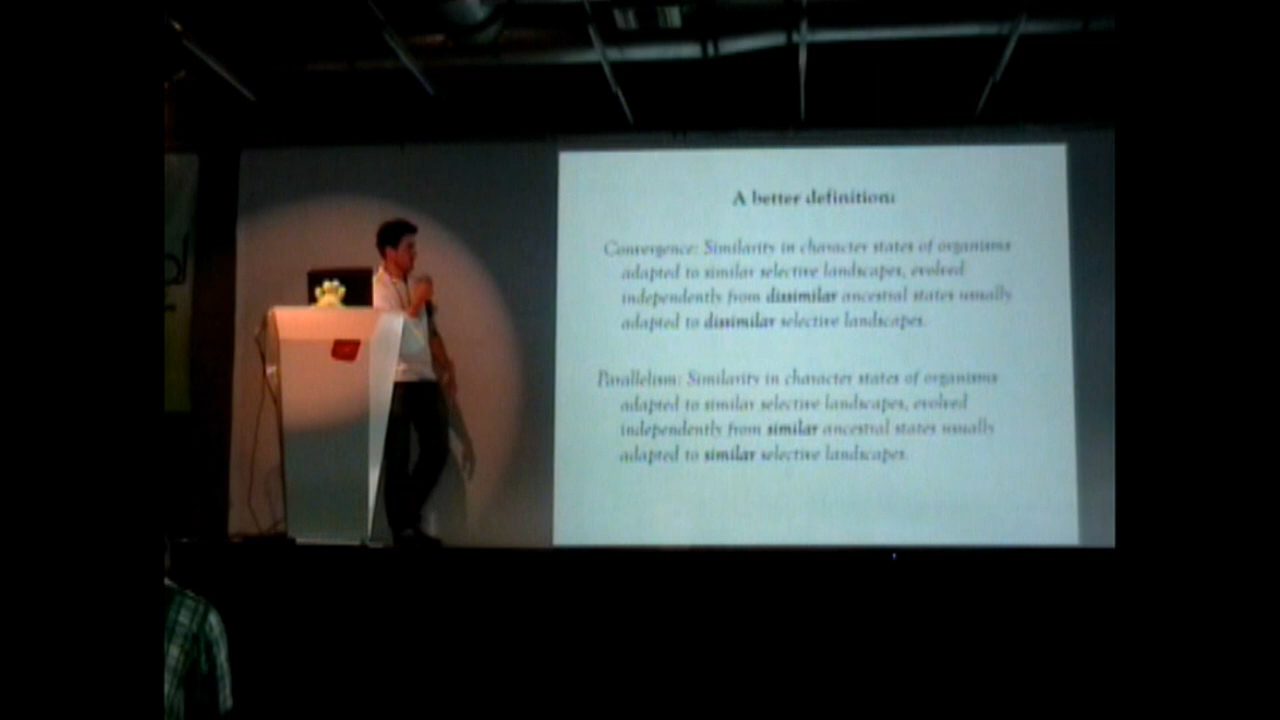 A better definition:
Convergence: Similarity in character states of organisms
adapted to similar selective landscapes, evolved
independently from dissimilar ancestral states usually
adapted to dissimilar selective landscapes.
Parallelism: Similarity in character states of organisms
adapted to similar selective landscapes, evolved
independently from similar ancestral states usually
adapted to similar selective landscapes.